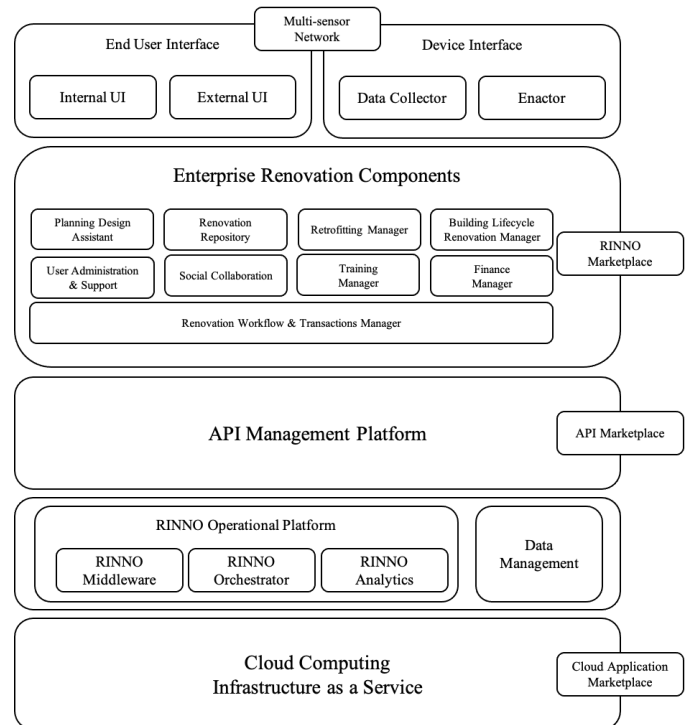 Multi-sensor
Network
End User Interface
Device Interface
Internal UI
External UI
Data Collector
Enactor
Enterprise Renovation Components
Planning Design
Assistant
Renovation
Repository
Retrofitting Manager
Building Lifecycle
Renovation Manager
RINNO
Marketplace
User Administration
& Support
Social Collaboration
Training
Manager
Finance
Manager
Renovation Workflow & Transactions Manager
API Management Platform
API Marketplace
RINNO Operational Platform
RINNO
Middleware
RINNO
Orchestrator
RINNO
Analytics
Data
Management
Cloud Computing
Infrastructure as a Service
Cloud Application
Marketplace